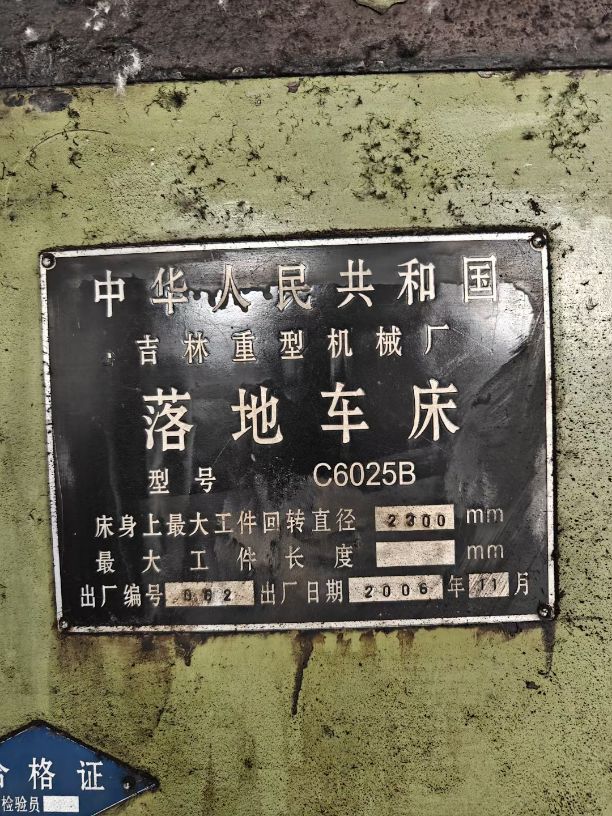 中华人民共和国
吉林重型机械厂
落地车床
型号 C6025B
床身上最大工件回转直径 2300 mm
最大工件长度 mm
出厂编号 062 出厂日期 2006 年 11 月
合格证
检验员